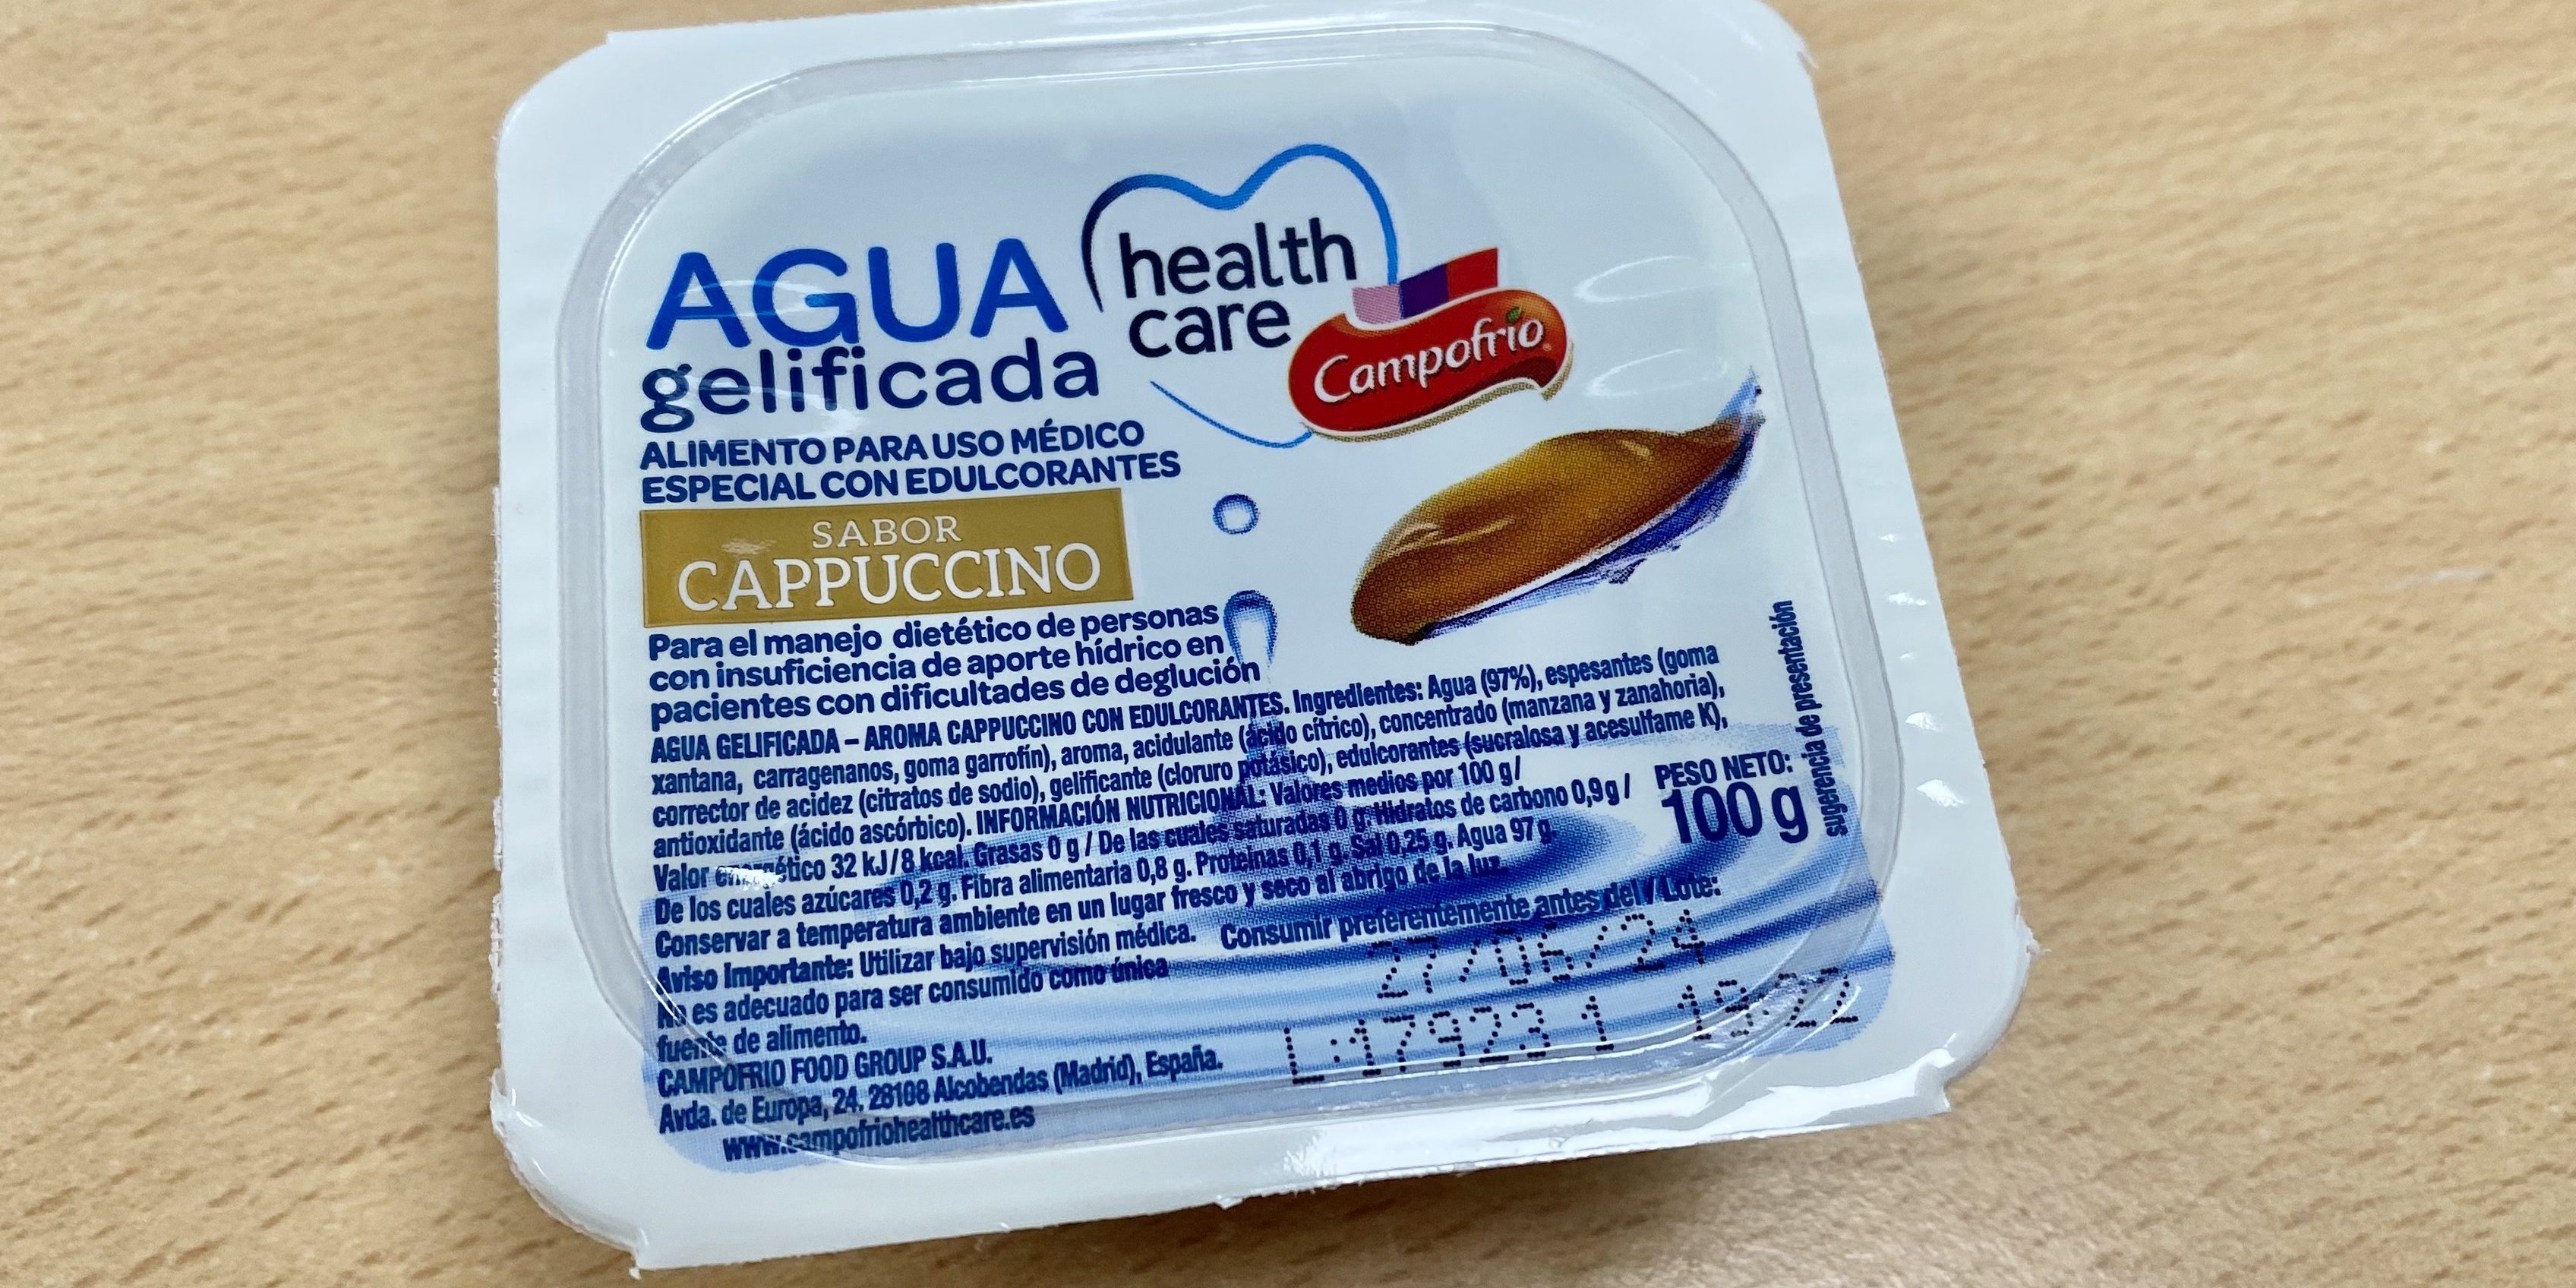 AGUA
gelificada
health
care
Campofrío
ALIMENTO PARA USO MÉDICO
ESPECIAL CON EDULCORANTES
SABOR
CAPPUCCINO
Para el manejo dietético de personas
con insuficiencia de aporte hídrico en
pacientes con dificultades de deglución
AGUA GELIFICADA – AROMA CAPPUCCINO CON EDULCORANTES. Ingredientes: Agua (97%), espesantes (goma
xantana, carragenanos, goma garrofín), aroma, acidulante (ácido cítrico), concentrado (manzana y zanahoria),
corrector de acidez (citratos de sodio), gelificante (cloruro potásico), edulcorantes (sucralosa y acesulfame K),
antioxidante (ácido ascórbico). INFORMACIÓN NUTRICIONAL: Valores medios por 100 g/
Valor energético 32 kJ/8 kcal. Grasas 0 g / De las cuales saturadas 0 g. Hidratos de carbono 0,9 g /
De los cuales azúcares 0,2 g. Fibra alimentaria 0,8 g. Proteínas 0,1 g. Sal 0,25 g. Agua 97 g.
Conservar a temperatura ambiente en un lugar fresco y seco al abrigo de la luz.
Aviso Importante: Utilizar bajo supervisión médica.
No es adecuado para ser consumido como única
fuente de alimento.
CAMPOFRIO FOOD GROUP S.A.U.
Avda. de Europa, 24. 28108 Alcobendas (Madrid), España.
www.campofriohealthcare.es
Consumir preferentemente antes del / Lote:
27/06/24
L:17923 1 19:02
PESO NETO:
100 g
sugerencia de presentación